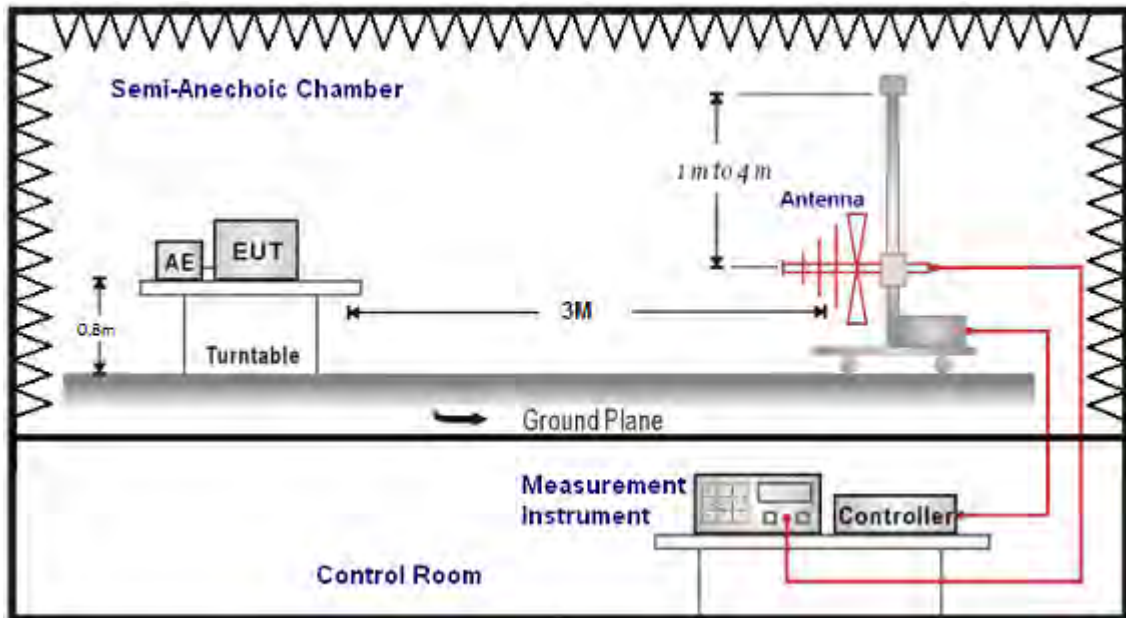 Semi-Anechoic Chamber
1 m to 4 m
Antenna
AE
EUT
0.8m
3M
Turntable
Ground Plane
Measurement
Instrument
Controller
Control Room